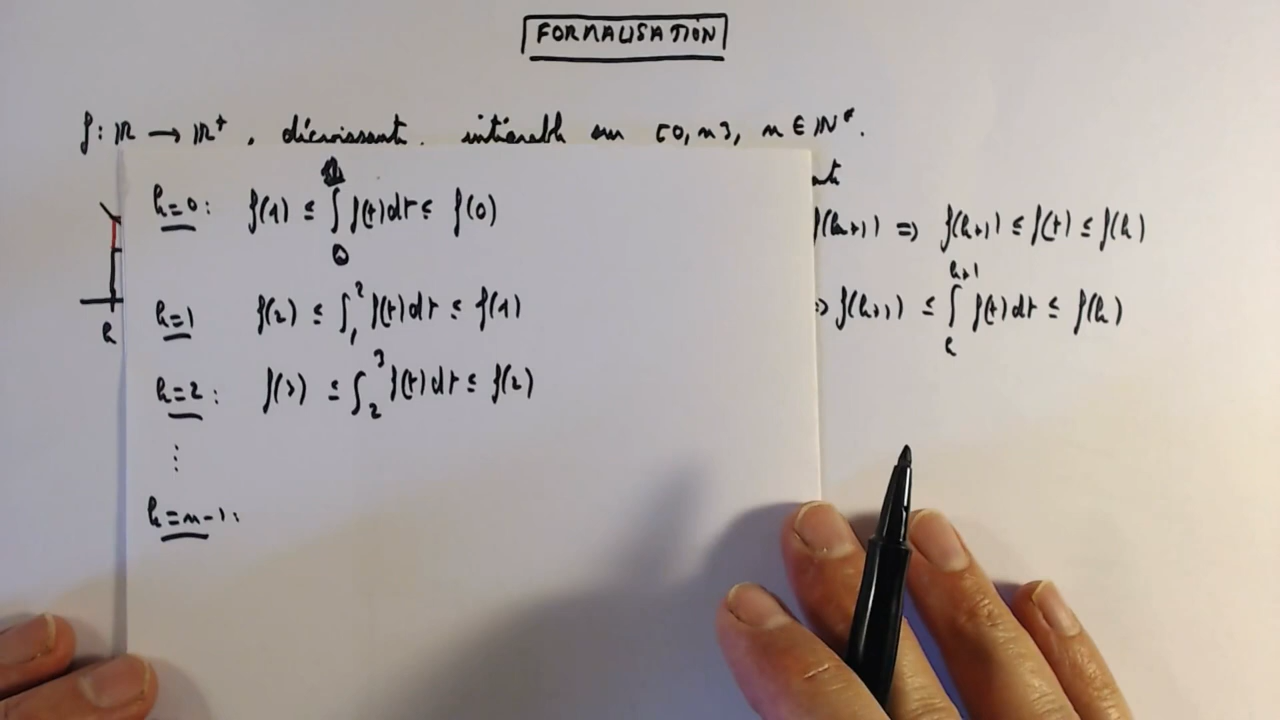 FORMALISATION
f: ℝ → ℝ⁺, décroissante, intégrable sur [0, n], n ∈ ℕ*.
k=0: f(1) ≤ ∫₀¹ f(t)dt ≤ f(0)
f(k+1) ⇒ f(k+1) ≤ f(t) ≤ f(k)
k=1 f(2) ≤ ∫₁² f(t)dt ≤ f(1)
⇒ f(k+1) ≤ ∫ₖᵏ⁺¹ f(t)dt ≤ f(k)
k
k=2: f(3) ≤ ∫₂³ f(t)dt ≤ f(2)
⋮
k=n-1: